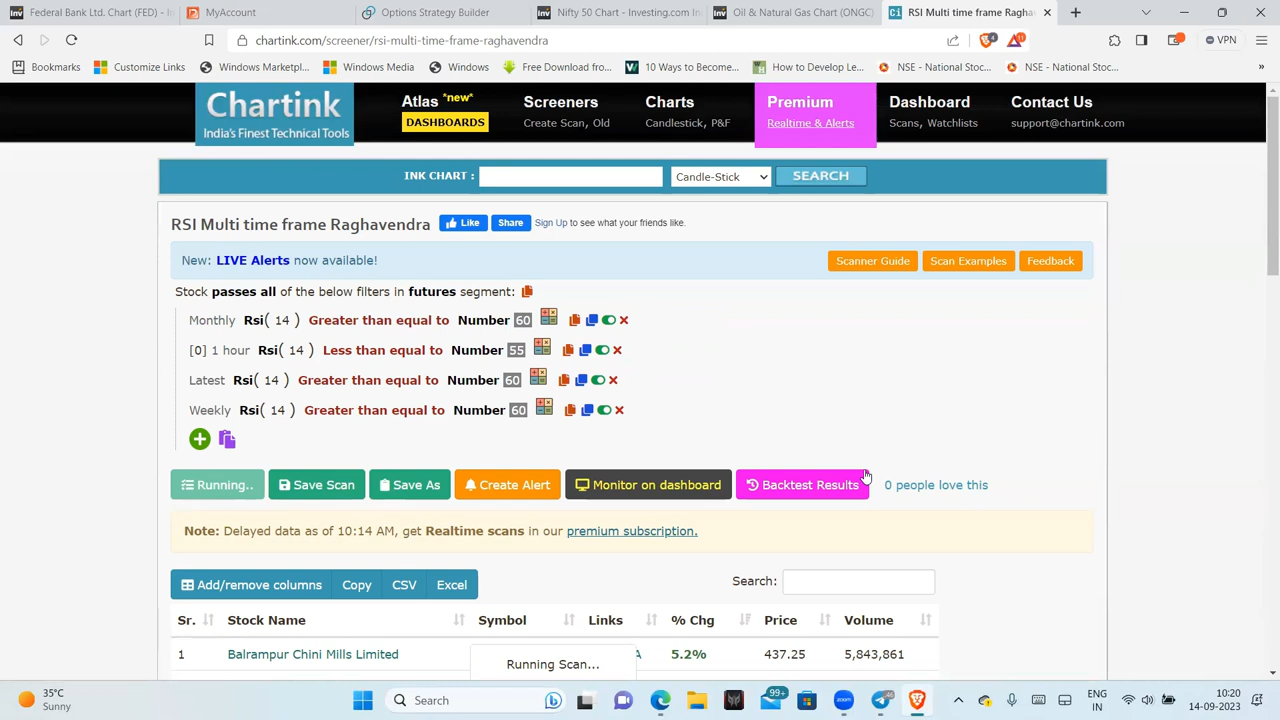 Federal Bank Ltd. Chart (FED) - In
MyAccount
Options Strategy Builder
Nifty 50 Chart - Investing.com In
Oil & Natural Gas Chart (ONGC)
RSI Multi time frame Ragha
chartink.com/screener/rsi-multi-time-frame-raghavendra
4
11
VPN
Bookmarks
Customize Links
Windows Marketpl...
Windows Media
Windows
Free Download from...
10 Ways to Become...
How to Develop Le...
NSE - National Stoc...
NSE - National Stoc...
»
Chartink
India's Finest Technical Tools
Atlas *new*
DASHBOARDS
Screeners
Create Scan, Old
Charts
Candlestick, P&F
Premium
Realtime & Alerts
Dashboard
Scans, Watchlists
Contact Us
support@chartink.com
INK CHART :
Candle-Stick
SEARCH
RSI Multi time frame Raghavendra
Like
Share
Sign Up to see what your friends like.
New: LIVE Alerts now available!
Scanner Guide
Scan Examples
Feedback
Stock passes all of the below filters in futures segment:
Monthly Rsi( 14 ) Greater than equal to Number 60
[0] 1 hour Rsi( 14 ) Less than equal to Number 55
Latest Rsi( 14 ) Greater than equal to Number 60
Weekly Rsi( 14 ) Greater than equal to Number 60
Running..
Save Scan
Save As
Create Alert
Monitor on dashboard
Backtest Results
0 people love this
Note: Delayed data as of 10:14 AM, get Realtime scans in our premium subscription.
Add/remove columns
Copy
CSV
Excel
Search:
Sr. Stock Name Symbol Links % Chg Price Volume
1 Balrampur Chini Mills Limited A 5.2% 437.25 5,843,861
Running Scan...
35°C
Sunny
Search
99+
ENG
IN
10:20
14-09-2023